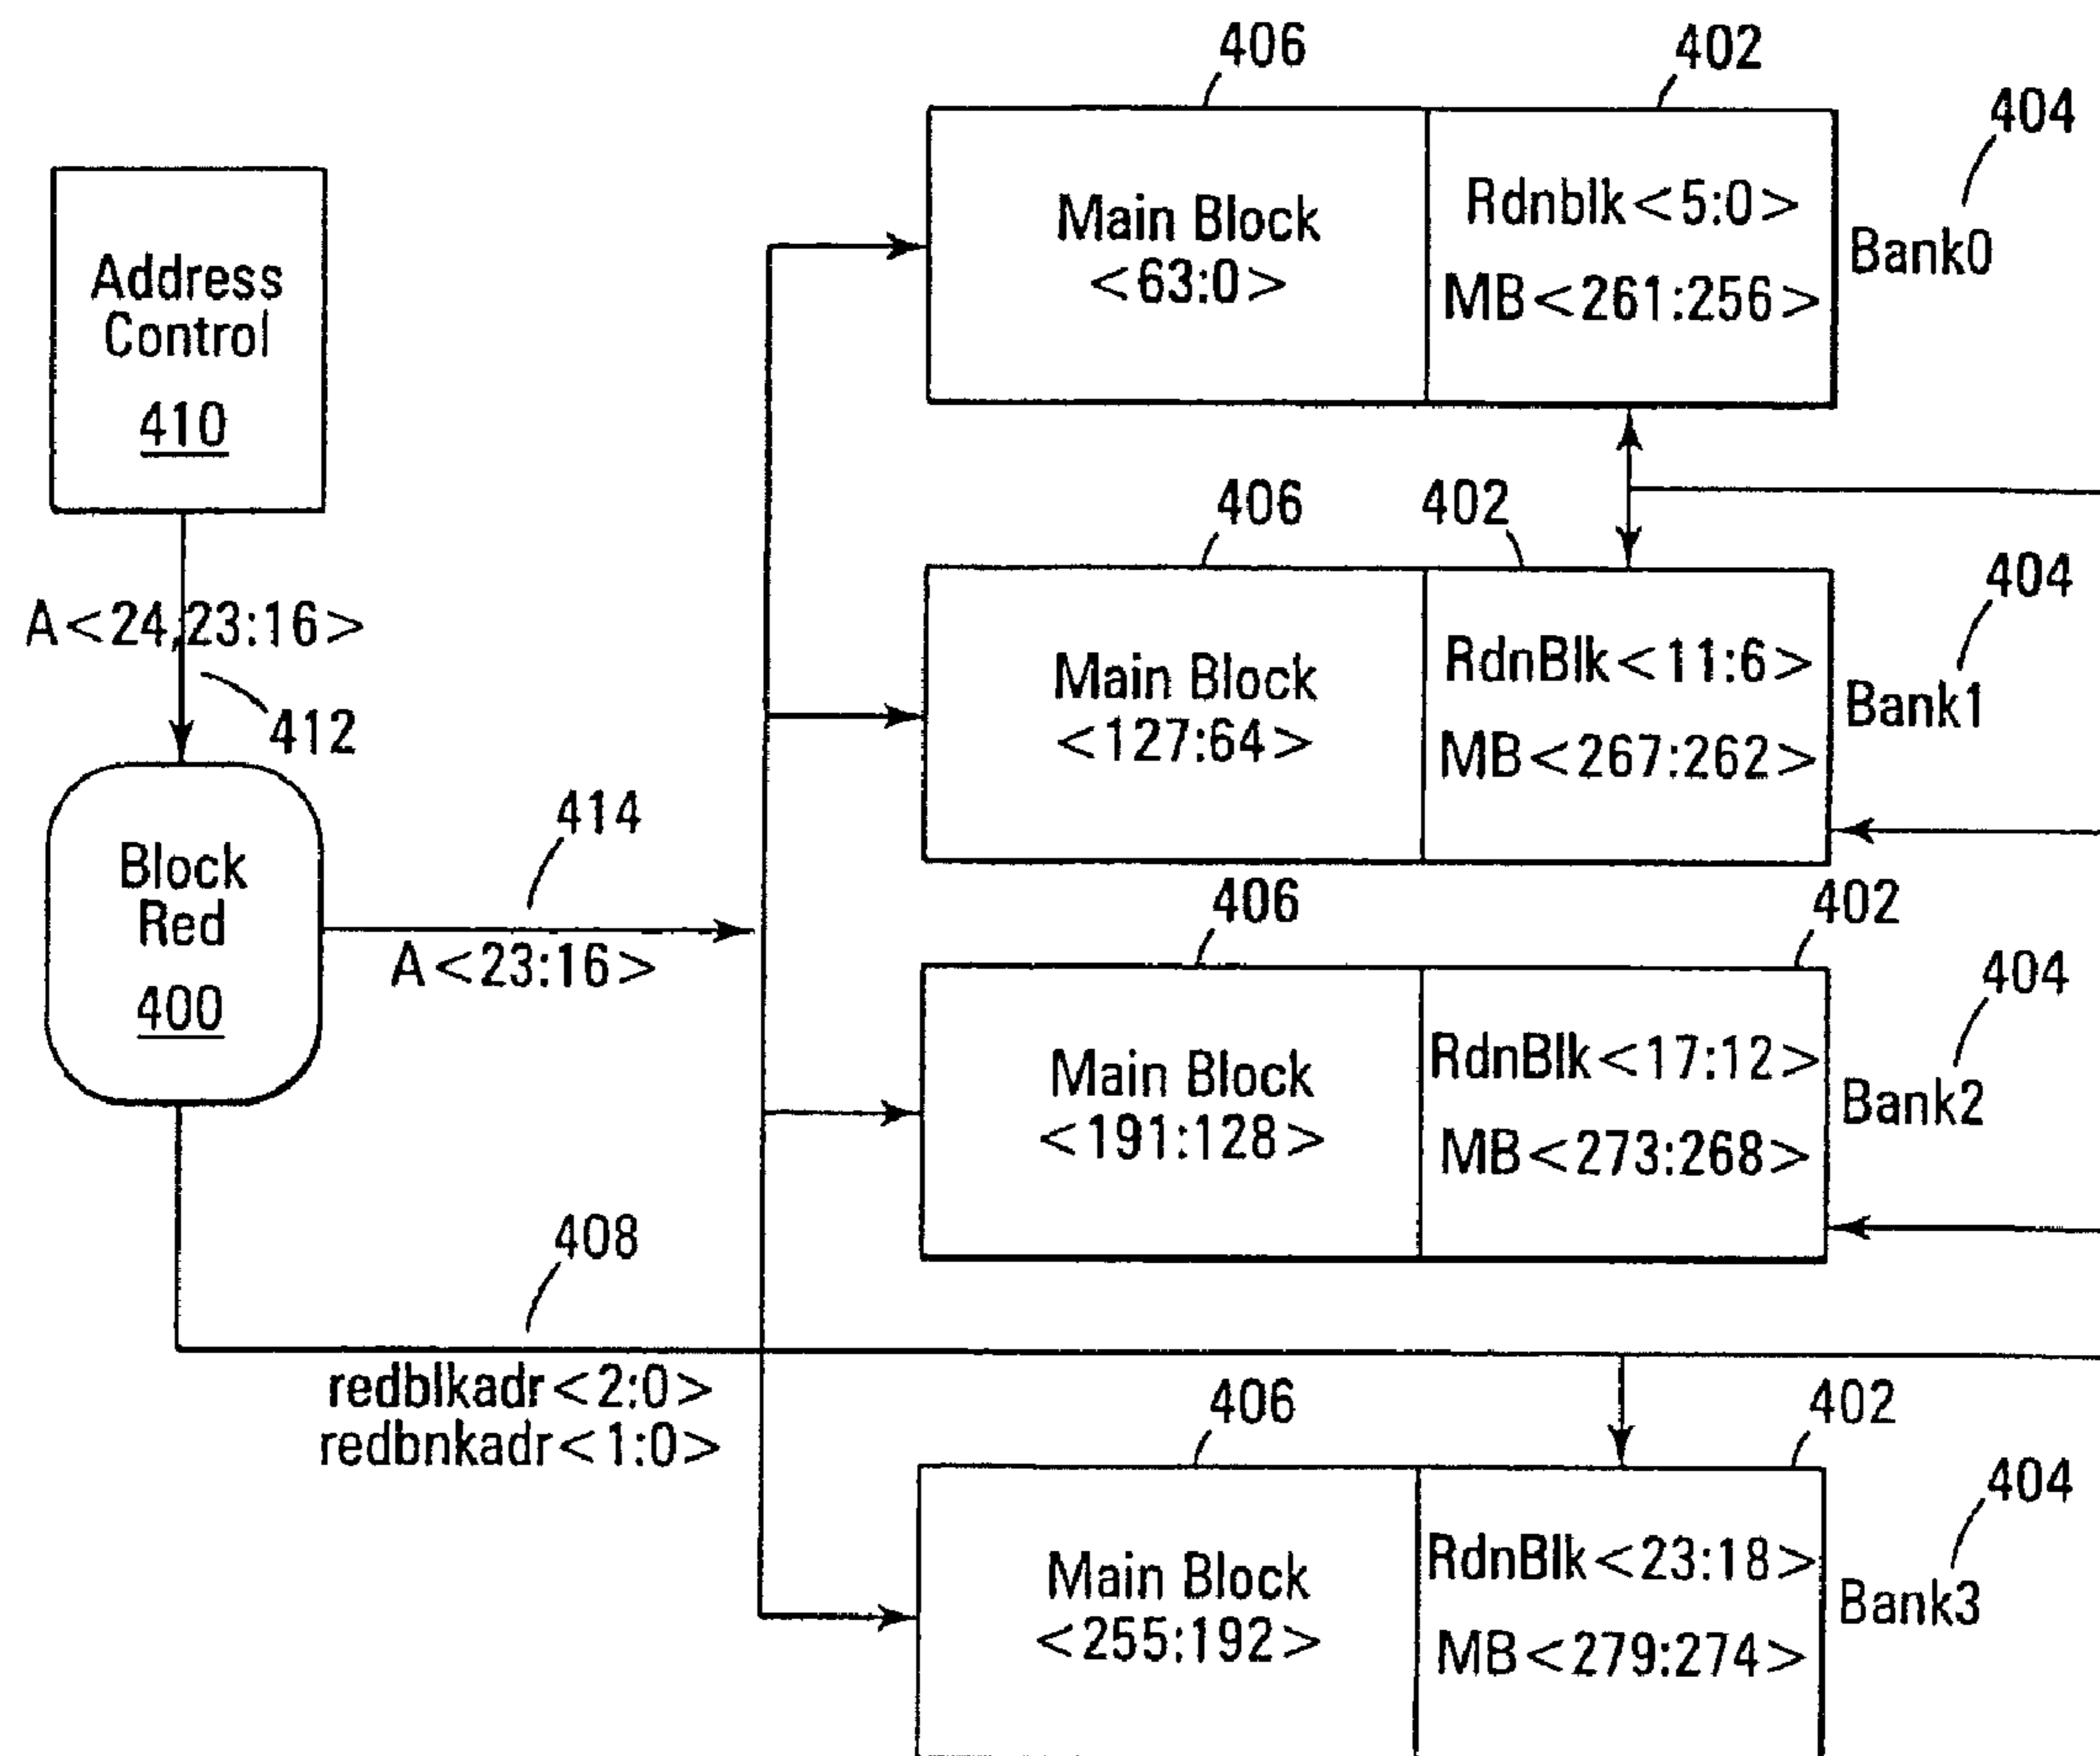 406
402
404
Address
Control
410
Main Block
<63:0>
Rdnblk<5:0>
MB<261:256>
Bank0
406
402
404
A<24,23:16>
412
Main Block
<127:64>
RdnBlk<11:6>
MB<267:262>
Bank1
Block
Red
400
414
A<23:16>
406
402
404
Main Block
<191:128>
RdnBlk<17:12>
MB<273:268>
Bank2
408
redblkadr<2:0>
redbnkadr<1:0>
406
402
404
Main Block
<255:192>
RdnBlk<23:18>
MB<279:274>
Bank3